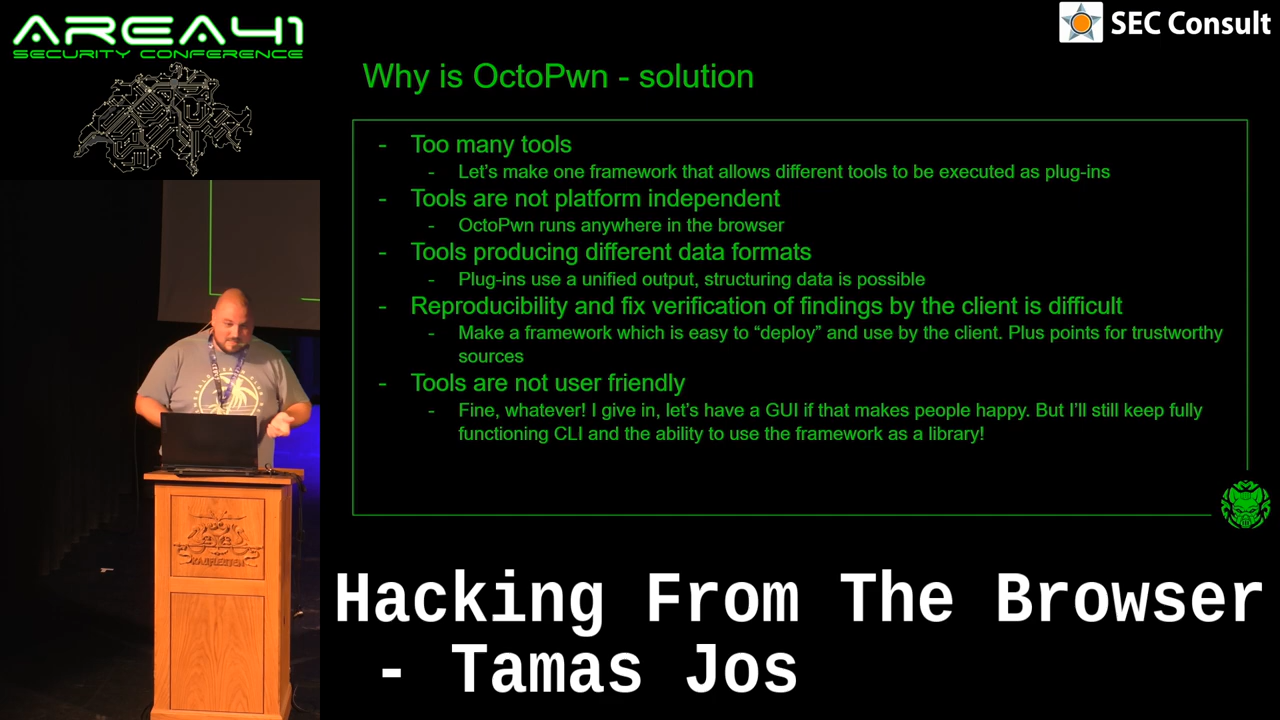 AREA41
SECURITY CONFERENCE
SEC Consult
Why is OctoPwn - solution
- Too many tools
- Let's make one framework that allows different tools to be executed as plug-ins
- Tools are not platform independent
- OctoPwn runs anywhere in the browser
- Tools producing different data formats
- Plug-ins use a unified output, structuring data is possible
- Reproducibility and fix verification of findings by the client is difficult
- Make a framework which is easy to “deploy” and use by the client. Plus points for trustworthy
sources
- Tools are not user friendly
- Fine, whatever! I give in, let's have a GUI if that makes people happy. But I'll still keep fully
functioning CLI and the ability to use the framework as a library!
Hacking From The Browser
- Tamas Jos